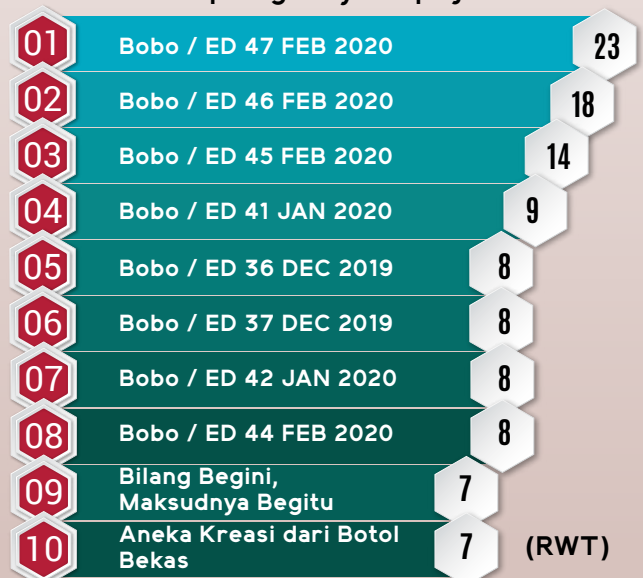 01 Bobo / ED 47 FEB 2020 23
02 Bobo / ED 46 FEB 2020 18
03 Bobo / ED 45 FEB 2020 14
04 Bobo / ED 41 JAN 2020 9
05 Bobo / ED 36 DEC 2019 8
06 Bobo / ED 37 DEC 2019 8
07 Bobo / ED 42 JAN 2020 8
08 Bobo / ED 44 FEB 2020 8
09 Bilang Begini,
Maksudnya Begitu 7
10 Aneka Kreasi dari Botol
Bekas 7 (RWT)